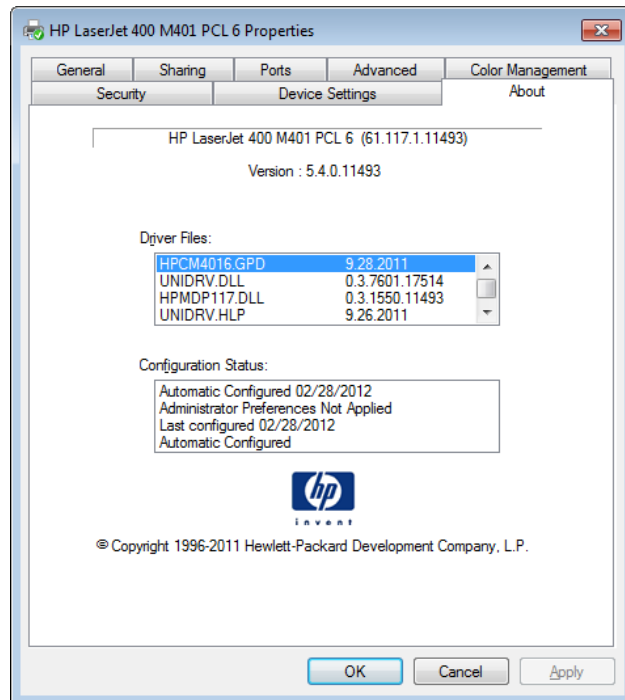 HP LaserJet 400 M401 PCL 6 Properties
General Sharing Ports Advanced Color Management
Security Device Settings About
HP LaserJet 400 M401 PCL 6 (61.117.1.11493)
Version : 5.4.0.11493
Driver Files:
HPCM4016.GPD 9.28.2011
UNIDRV.DLL 0.3.7601.17514
HPMDP117.DLL 0.3.1550.11493
UNIDRV.HLP 9.26.2011
Configuration Status:
Automatic Configured 02/28/2012
Administrator Preferences Not Applied
Last configured 02/28/2012
Automatic Configured
hp
invent
© Copyright 1996-2011 Hewlett-Packard Development Company, L.P.
OK Cancel Apply